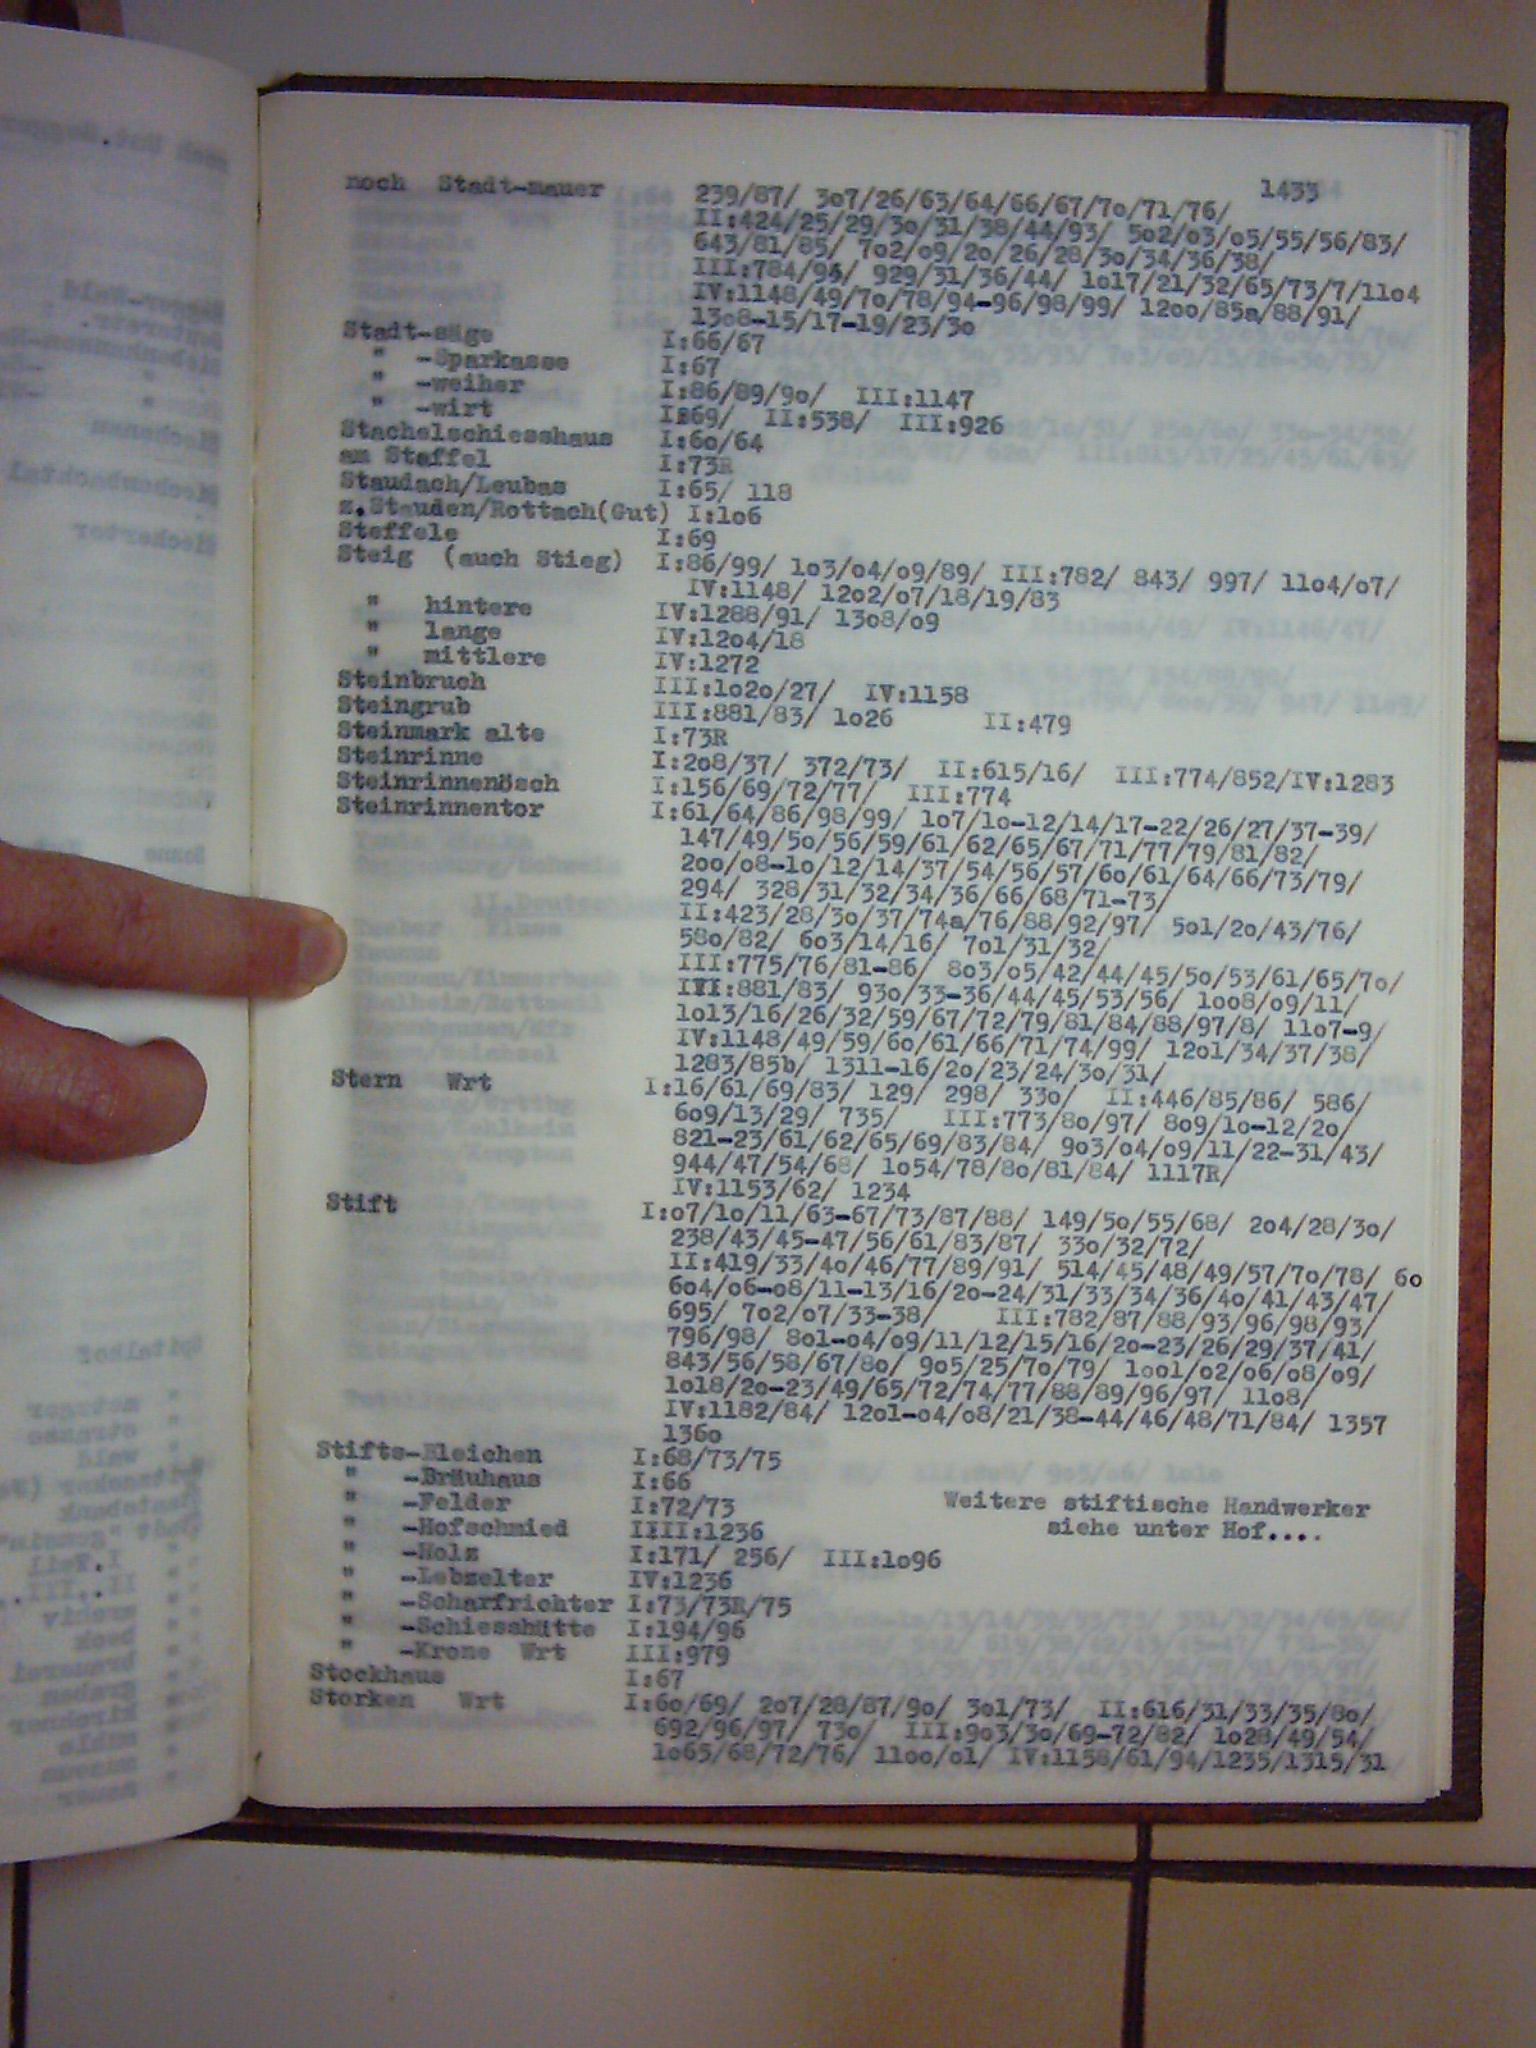 noch Stadt-mauer 239/87/ 3o7/26/63/64/66/67/7o/71/76/ 1433
II:424/25/29/3o/31/38/44/93/ 5o2/o3/o5/55/56/83/
643/81/85/ 7o2/o9/2o/26/28/3o/34/36/38/
III:784/94/ 929/31/36/44/ 1o17/21/32/65/73/7/11o4
IV:1148/49/7o/78/94-96/98/99/ 12oo/85a/88/91/
13o8-15/17-19/23/3o
Stadt-säge I:66/67
" -Sparkasse I:67
" -weiher I:86/89/9o/ III:1147
" -wirt I:69/ II:538/ III:926
Stachelschiesshaus I:6o/64
am Staffel I:73R
Staudach/Leubas I:65/ 118
z.Stauden/Rottach(Gut) I:1o6
Steffele I:69
Steig (auch Stieg) I:86/99/ 1o3/o4/o9/89/ III:782/ 843/ 997/ 11o4/o7/
IV:1148/ 12o2/o7/18/19/83
" hintere IV:1288/91/ 13o8/o9
" lange IV:12o4/18
" mittlere IV:1272
Steinbruch III:1o2o/27/ IV:1158
Steingrub III:881/83/ 1o26 II:479
Steinmark alte I:73R
Steinrinne I:2o8/37/ 372/73/ II:615/16/ III:774/852/IV:1283
Steinrinnenösch I:156/69/72/77/ III:774
Steinrinnentor I:61/64/86/98/99/ 1o7/1o-12/14/17-22/26/27/37-39/
147/49/5o/56/59/61/62/65/67/71/77/79/81/82/
2oo/o8-1o/12/14/37/54/56/57/6o/61/64/66/73/79/
294/ 328/31/32/34/36/66/68/71-73/
II:423/28/3o/37/74a/76/88/92/97/ 5o1/2o/43/76/
58o/82/ 6o3/14/16/ 7o1/31/32/
III:775/76/81-86/ 8o3/o5/42/44/45/5o/53/61/65/7o/
III:881/83/ 93o/33-36/44/45/53/56/ 1oo8/o9/11/
1o13/16/26/32/59/67/72/79/81/84/88/97/8/ 11o7-9/
IV:1148/49/59/6o/61/66/71/74/99/ 12o1/34/37/38/
1283/85b/ 1311-16/2o/23/24/3o/31/
Stern Wrt I:16/61/69/83/ 129/ 298/ 33o/ II:446/85/86/ 586/
6o9/13/29/ 735/ III:773/8o/97/ 8o9/1o-12/2o/
821-23/61/62/65/69/83/84/ 9o3/o4/o9/11/22-31/43/
944/47/54/68/ 1o54/78/8o/81/84/ 1117R/
IV:1153/62/ 1234
Stift I:o7/1o/11/63-67/73/87/88/ 149/5o/55/68/ 2o4/28/3o/
238/43/45-47/56/61/83/87/ 33o/32/72/
II:419/33/4o/46/77/89/91/ 514/45/48/49/57/7o/78/ 6o
6o4/o6-o8/11-13/16/2o-24/31/33/34/36/4o/41/43/47/
695/ 7o2/o7/33-38/ III:782/87/88/93/96/98/93/
796/98/ 8o1-o4/o9/11/12/15/16/2o-23/26/29/37/41/
843/56/58/67/8o/ 9o5/25/7o/79/ 1oo1/o2/o6/o8/o9/
1o18/2o-23/49/65/72/74/77/88/89/96/97/ 11o8/
IV:1182/84/ 12o1-o4/o8/21/38-44/46/48/71/84/ 1357
136o
Stifts-Bleichen I:68/73/75
" -Bräuhaus I:66
" -Felder I:72/73 Weitere stiftische Handwerker
" -Hofschmied IIII:1236 siehe unter Hof....
" -Holz I:171/ 256/ III:1o96
" -Lebzelter IV:1236
" -Scharfrichter I:73/73R/75
" -Schiesshütte I:194/96
" -Krone Wrt III:979
Stockhaus I:67
Storken Wrt I:6o/69/ 2o7/28/87/9o/ 3o1/73/ II:616/31/33/35/8o/
692/96/97/ 73o/ III:9o3/3o/69-72/82/ 1o28/49/54/
1o65/68/72/76/ 11oo/o1/ IV:1158/61/94/1235/1315/31